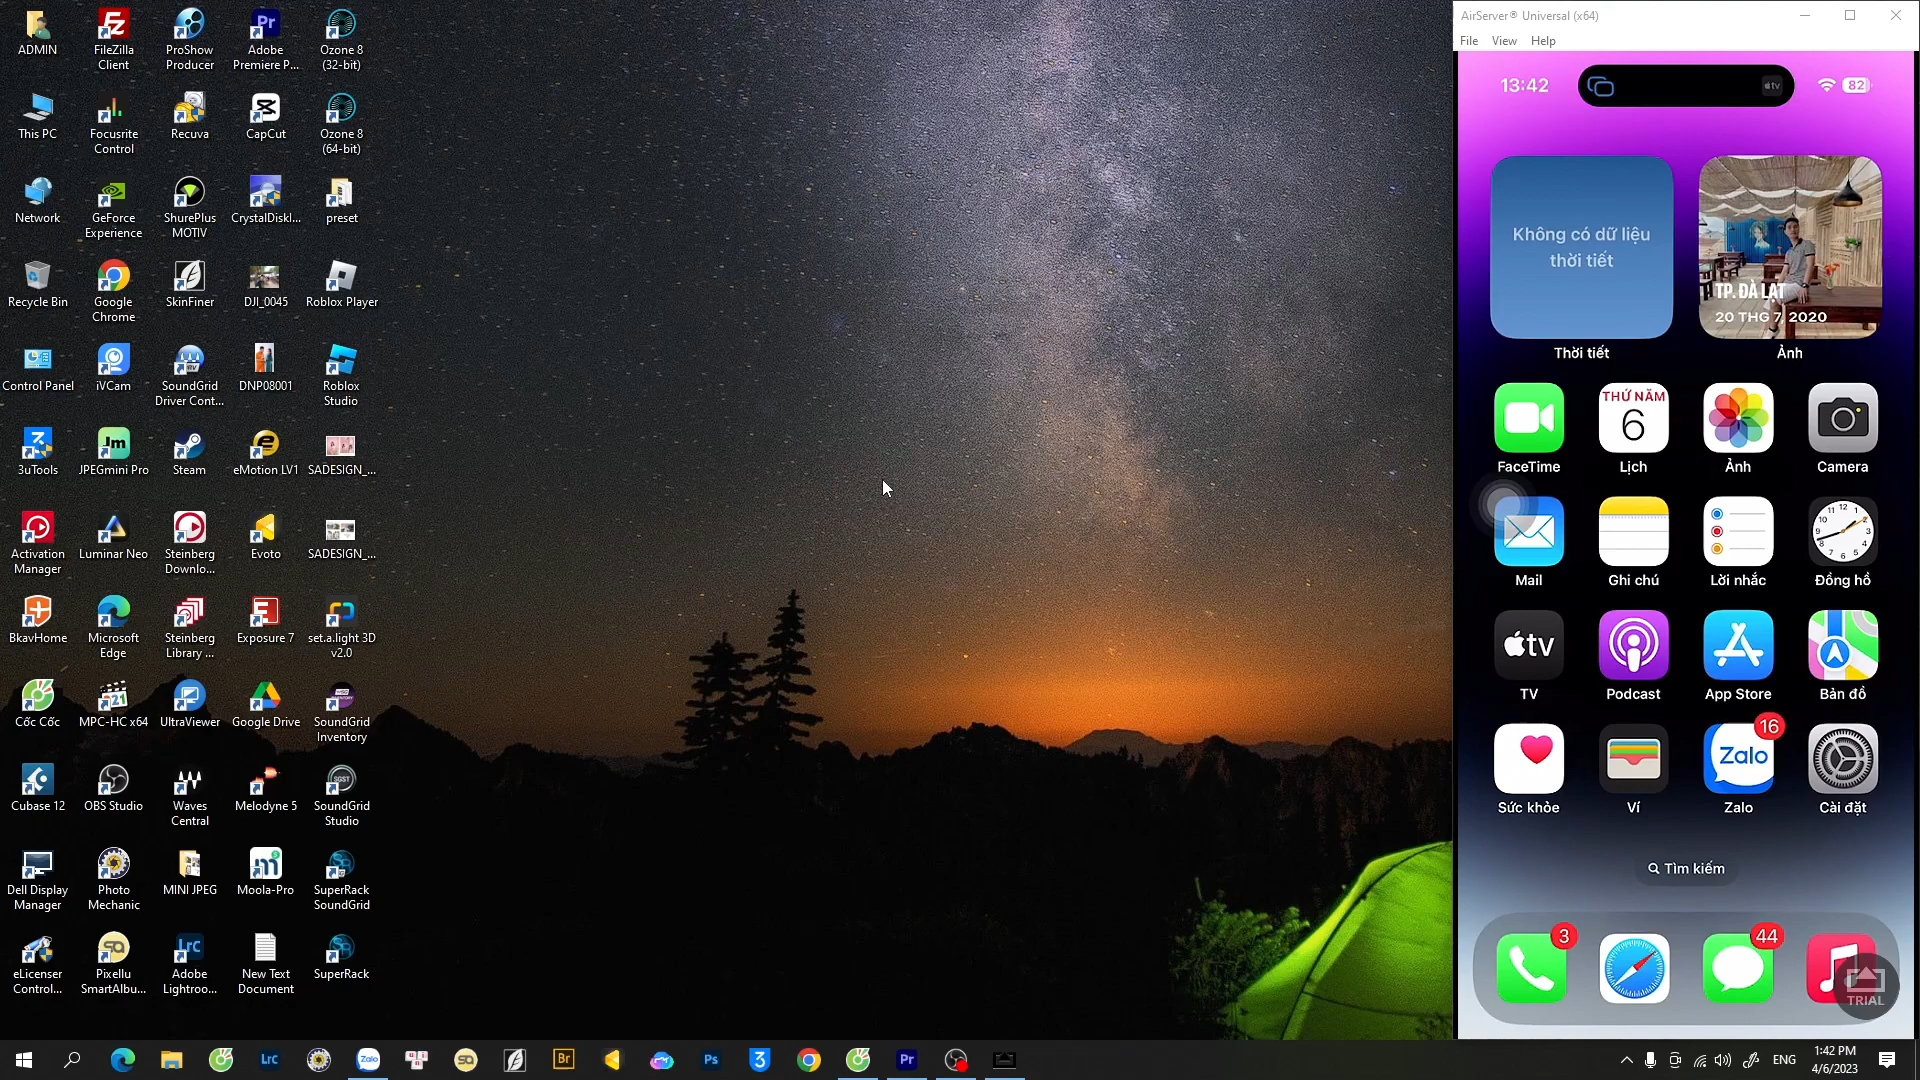 ADMIN
FileZilla
Client
ProShow
Producer
Adobe
Premiere P...
Ozone 8
(32-bit)
This PC
Focusrite
Control
Recuva
CapCut
Ozone 8
(64-bit)
Network
GeForce
Experience
ShurePlus
MOTIV
CrystalDiskI...
preset
Recycle Bin
Google
Chrome
SkinFiner
DJI_0045
Roblox Player
Control Panel
iVCam
SoundGrid
Driver Cont...
DNP08001
Roblox
Studio
3uTools
JPEGmini Pro
Steam
eMotion LV1
SADESIGN_...
Activation
Manager
Luminar Neo
Steinberg
Downlo...
Evoto
SADESIGN_...
BkavHome
Microsoft
Edge
Steinberg
Library ...
Exposure 7
set.a.light 3D
v2.0
Cốc Cốc
MPC-HC x64
UltraViewer
Google Drive
SoundGrid
Inventory
Cubase 12
OBS Studio
Waves
Central
Melodyne 5
SoundGrid
Studio
Dell Display
Manager
Photo
Mechanic
MINI JPEG
Moola-Pro
SuperRack
SoundGrid
eLicenser
Control...
Pixellu
SmartAlbu...
Adobe
Lightroo...
New Text
Document
SuperRack
AirServer® Universal (x64)
File View Help
13:42
tv
82
Không có dữ liệu
thời tiết
TP. ĐÀ LẠT
20 THG 7, 2020
Thời tiết
Ảnh
THỨ NĂM
6
FaceTime
Lịch
Ảnh
Camera
Mail
Ghi chú
Lời nhắc
Đồng hồ
tv
TV
Podcast
App Store
Bản đồ
16
Zalo
Sức khỏe
Ví
Zalo
Cài đặt
Tìm kiếm
3
44
TRIAL
Lrc
Zalo
Br
Ps
3
Pr
ENG
1:42 PM
4/6/2023